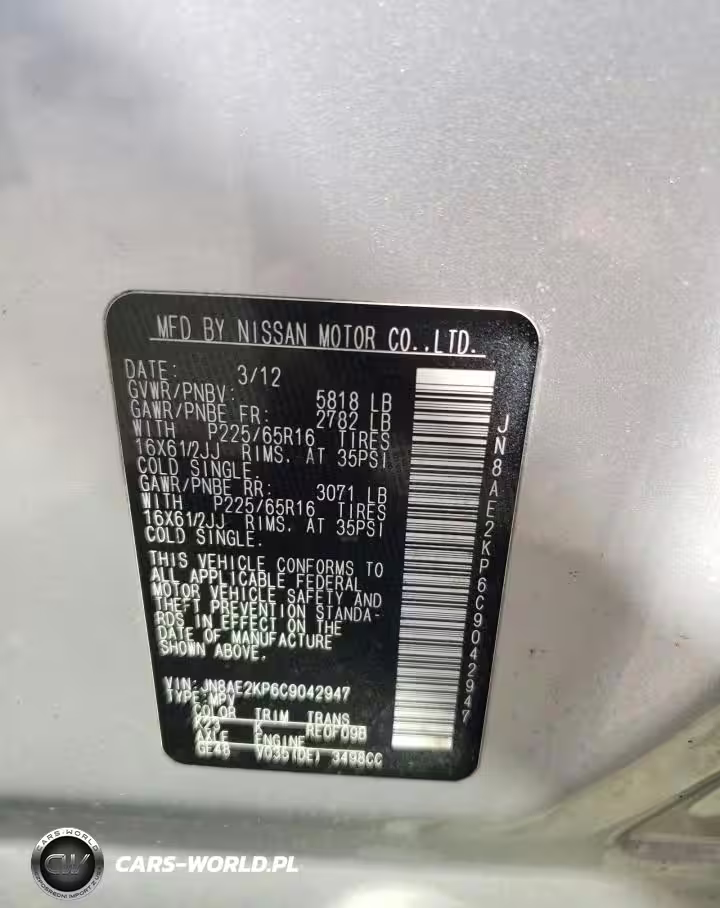 MFD BY NISSAN MOTOR CO.,LTD.
DATE: 3/12
GVWR/PNBV: 5818 LB
GAWR/PNBE FR: 2782 LB
WITH P225/65R16 TIRES
16X61/2JJ RIMS. AT 35PSI
COLD SINGLE.
GAWR/PNBE RR: 3071 LB
WITH P225/65R16 TIRES
16X61/2JJ RIMS. AT 35PSI
COLD SINGLE.
THIS VEHICLE CONFORMS TO
ALL APPLICABLE FEDERAL
MOTOR VEHICLE SAFETY AND
THEFT PREVENTION STANDA-
RDS IN EFFECT ON THE
DATE OF MANUFACTURE
SHOWN ABOVE.
VIN: JN8AE2KP6C9042947
TYPE:MPV
COLOR TRIM TRANS
K23 K RE0F09B
AXLE ENGINE
GE48 VQ35(DE) 3498CC
JN8AE2KP6C9042947
CARS-WORLD
CW
CARS-WORLD.PL